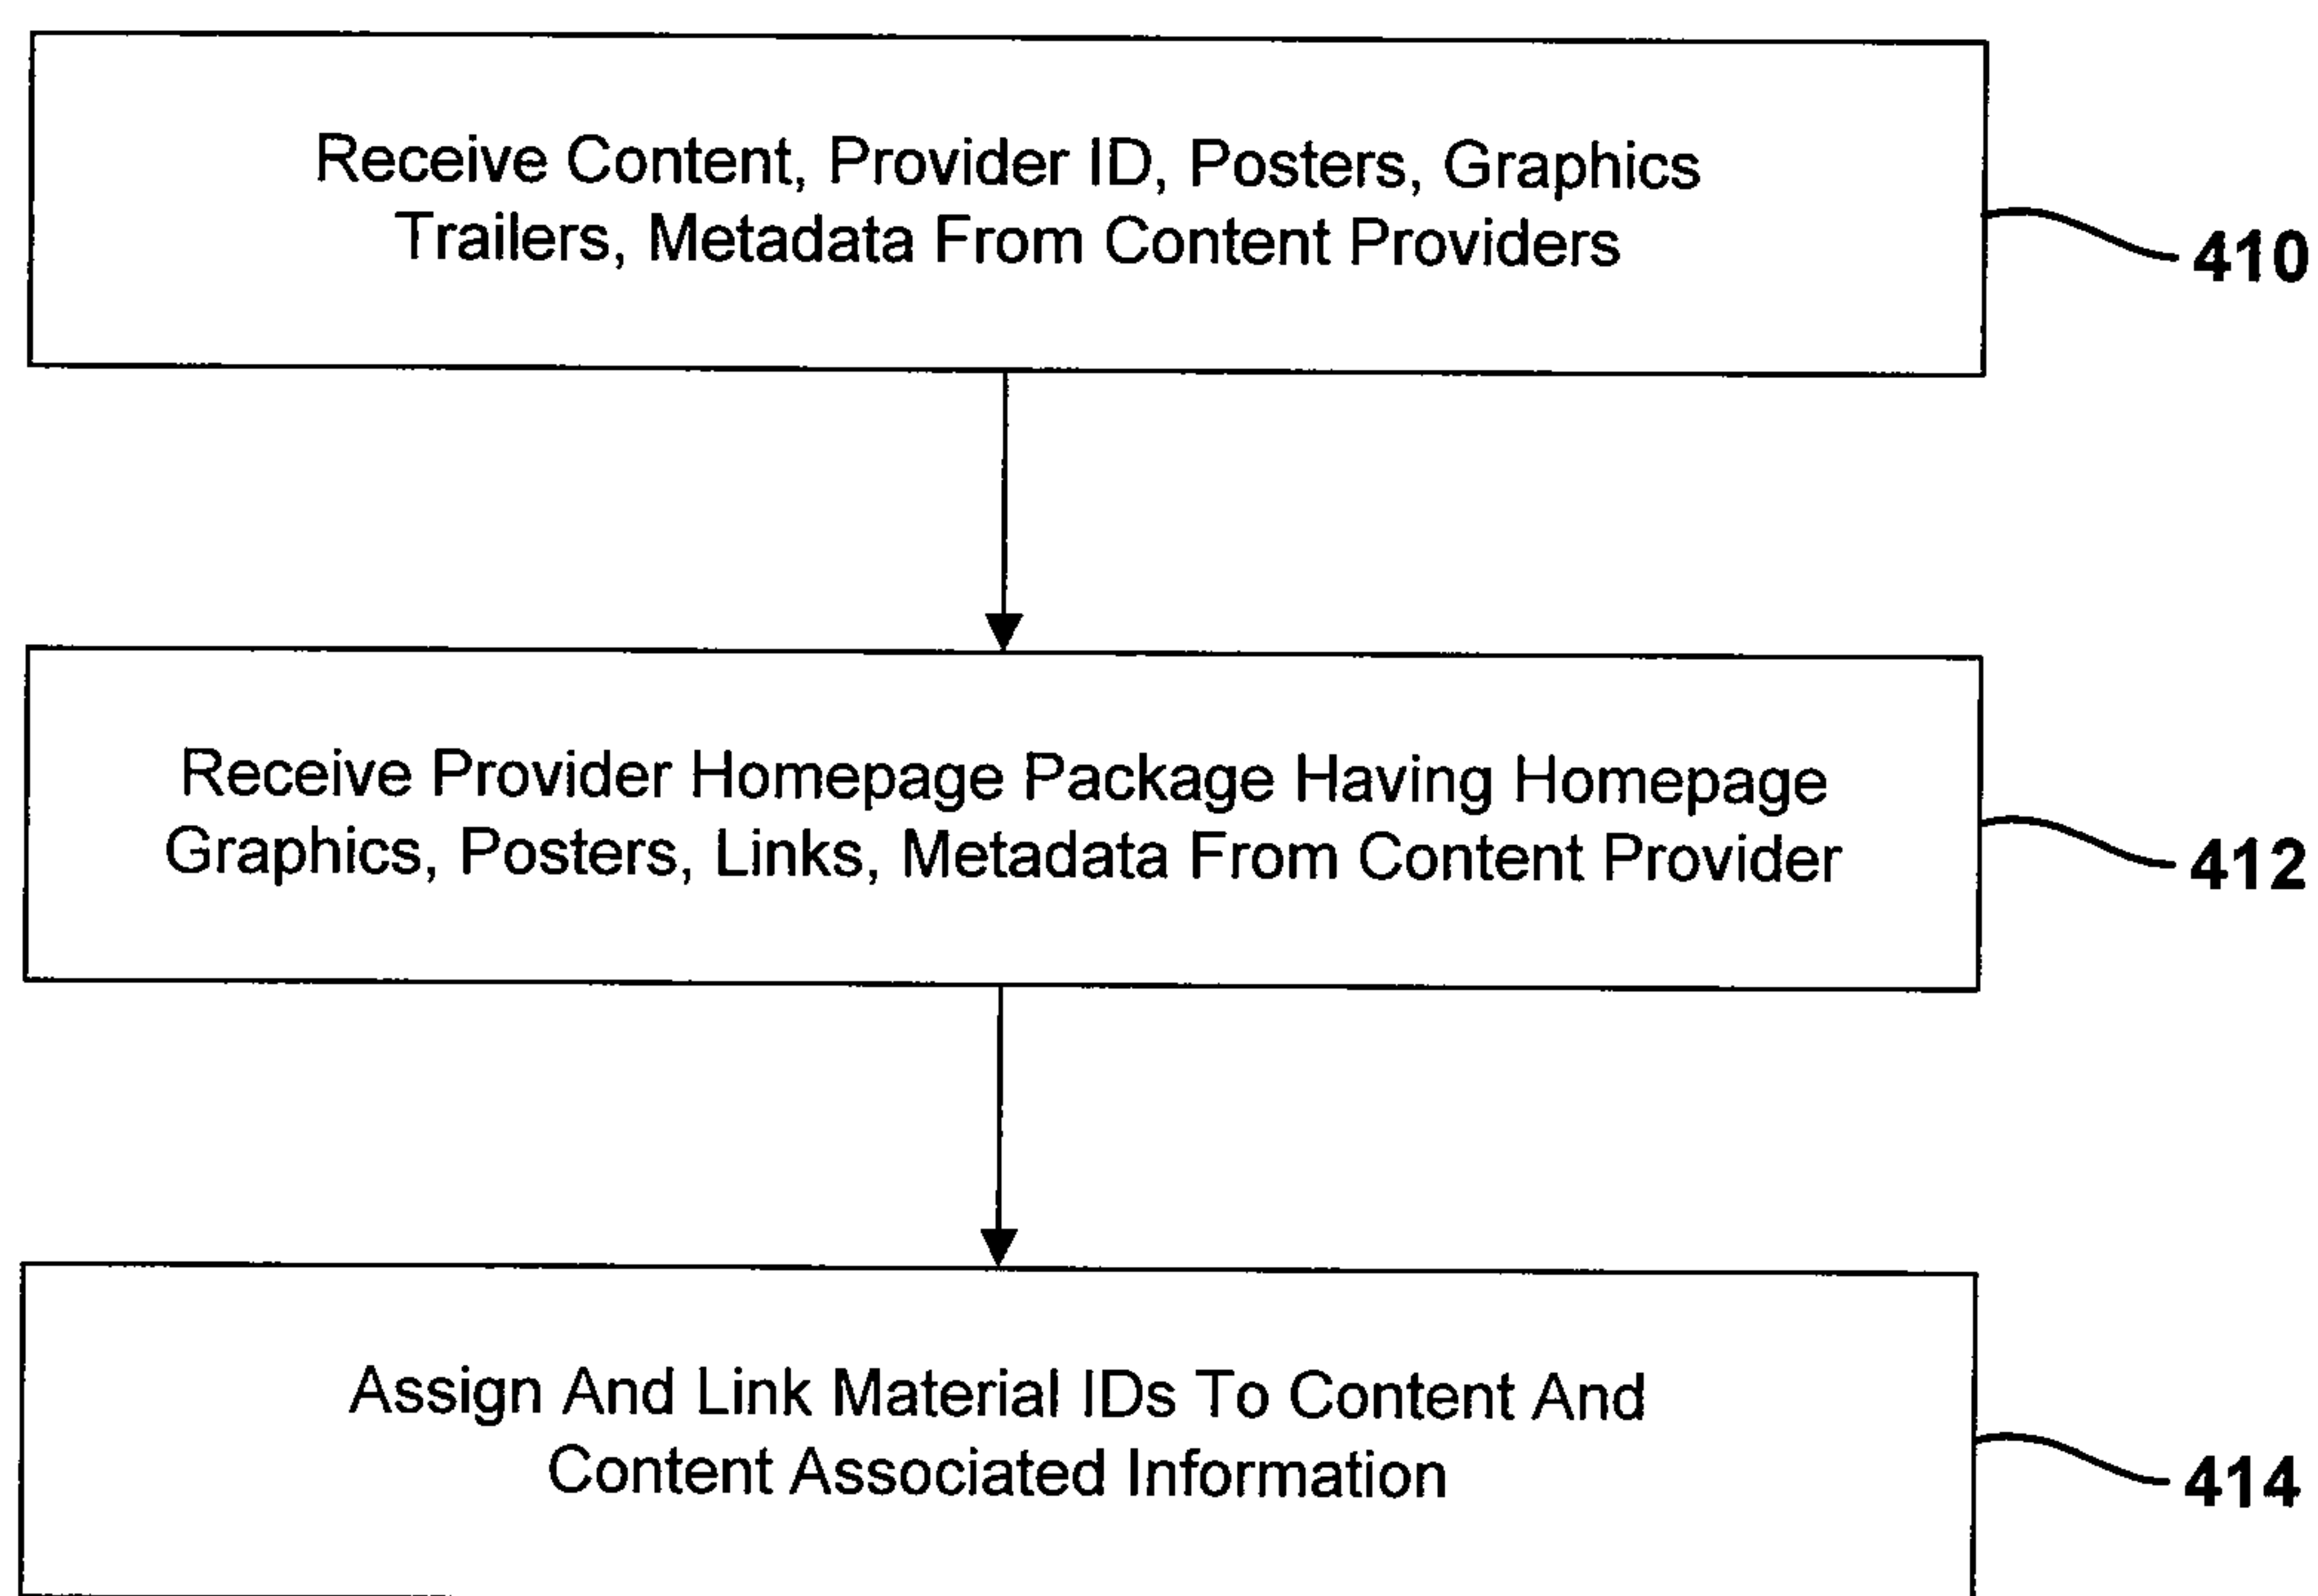 Receive Content, Provider ID, Posters, Graphics
Trailers, Metadata From Content Providers
410
Receive Provider Homepage Package Having Homepage
Graphics, Posters, Links, Metadata From Content Provider
412
Assign And Link Material IDs To Content And
Content Associated Information
414